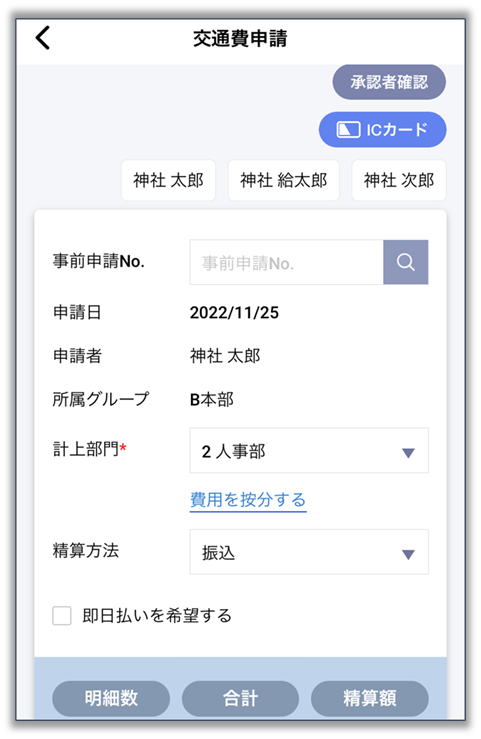 交通費申請
承認者確認
ICカード
神社 太郎 神社 給太郎 神社 次郎
事前申請No. 事前申請No.
申請日 2022/11/25
申請者 神社 太郎
所属グループ B本部
計上部門* 2 人事部
費用を按分する
精算方法 振込
即日払いを希望する
明細数 合計 精算額